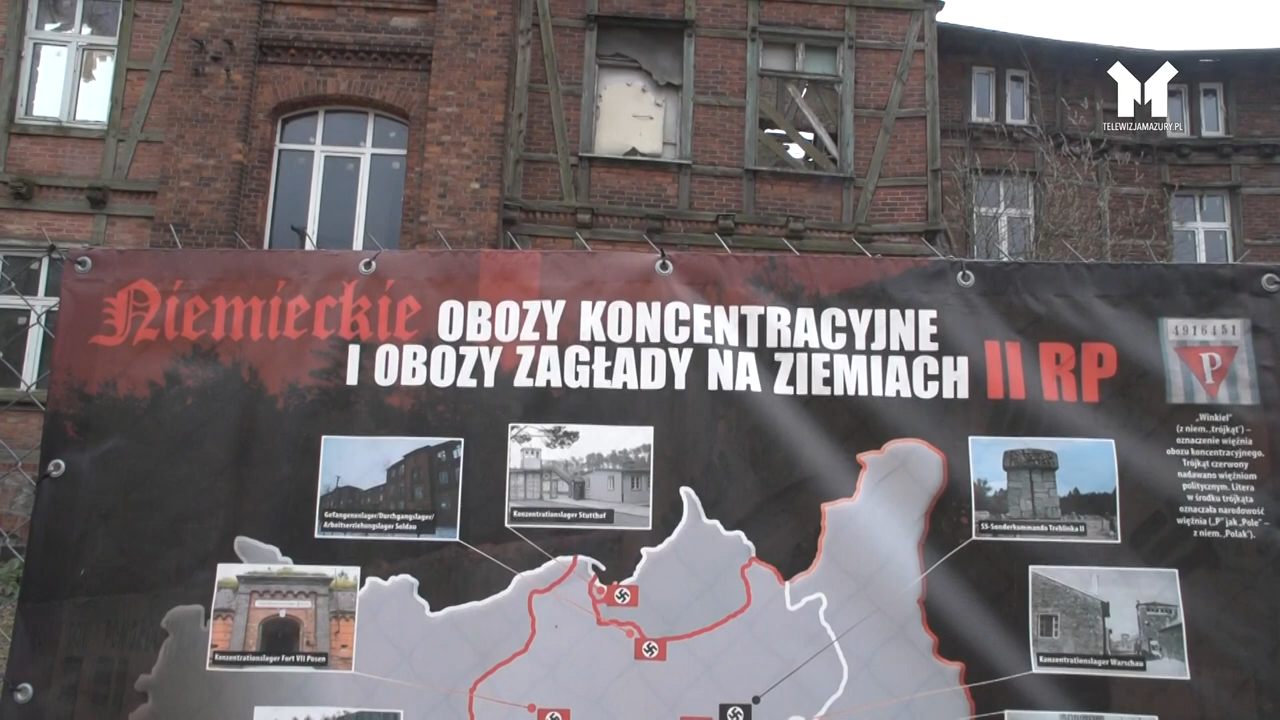 TELEWIZJAMAZURY.PL
Niemieckie OBOZY KONCENTRACYJNE
I OBOZY ZAGŁADY NA ZIEMIACH II RP
4916451
P
„Winkiel”
(z niem. „trójkąt”) –
oznaczenie więźnia
obozu koncentracyjnego.
Trójkąt czerwony
nadawano więźniom
politycznym. Litera
w środku trójkąta
oznaczała narodowość
więźnia („P” jak „Pole” –
z niem. „Polak”).
Gefangenenlager/Durchgangslager/
Arbeitserziehungslager Soldau
Konzentrationslager Stutthof
SS-Sonderkommando Treblinka II
Konzentrationslager Fort VII Posen
Konzentrationslager Warschau